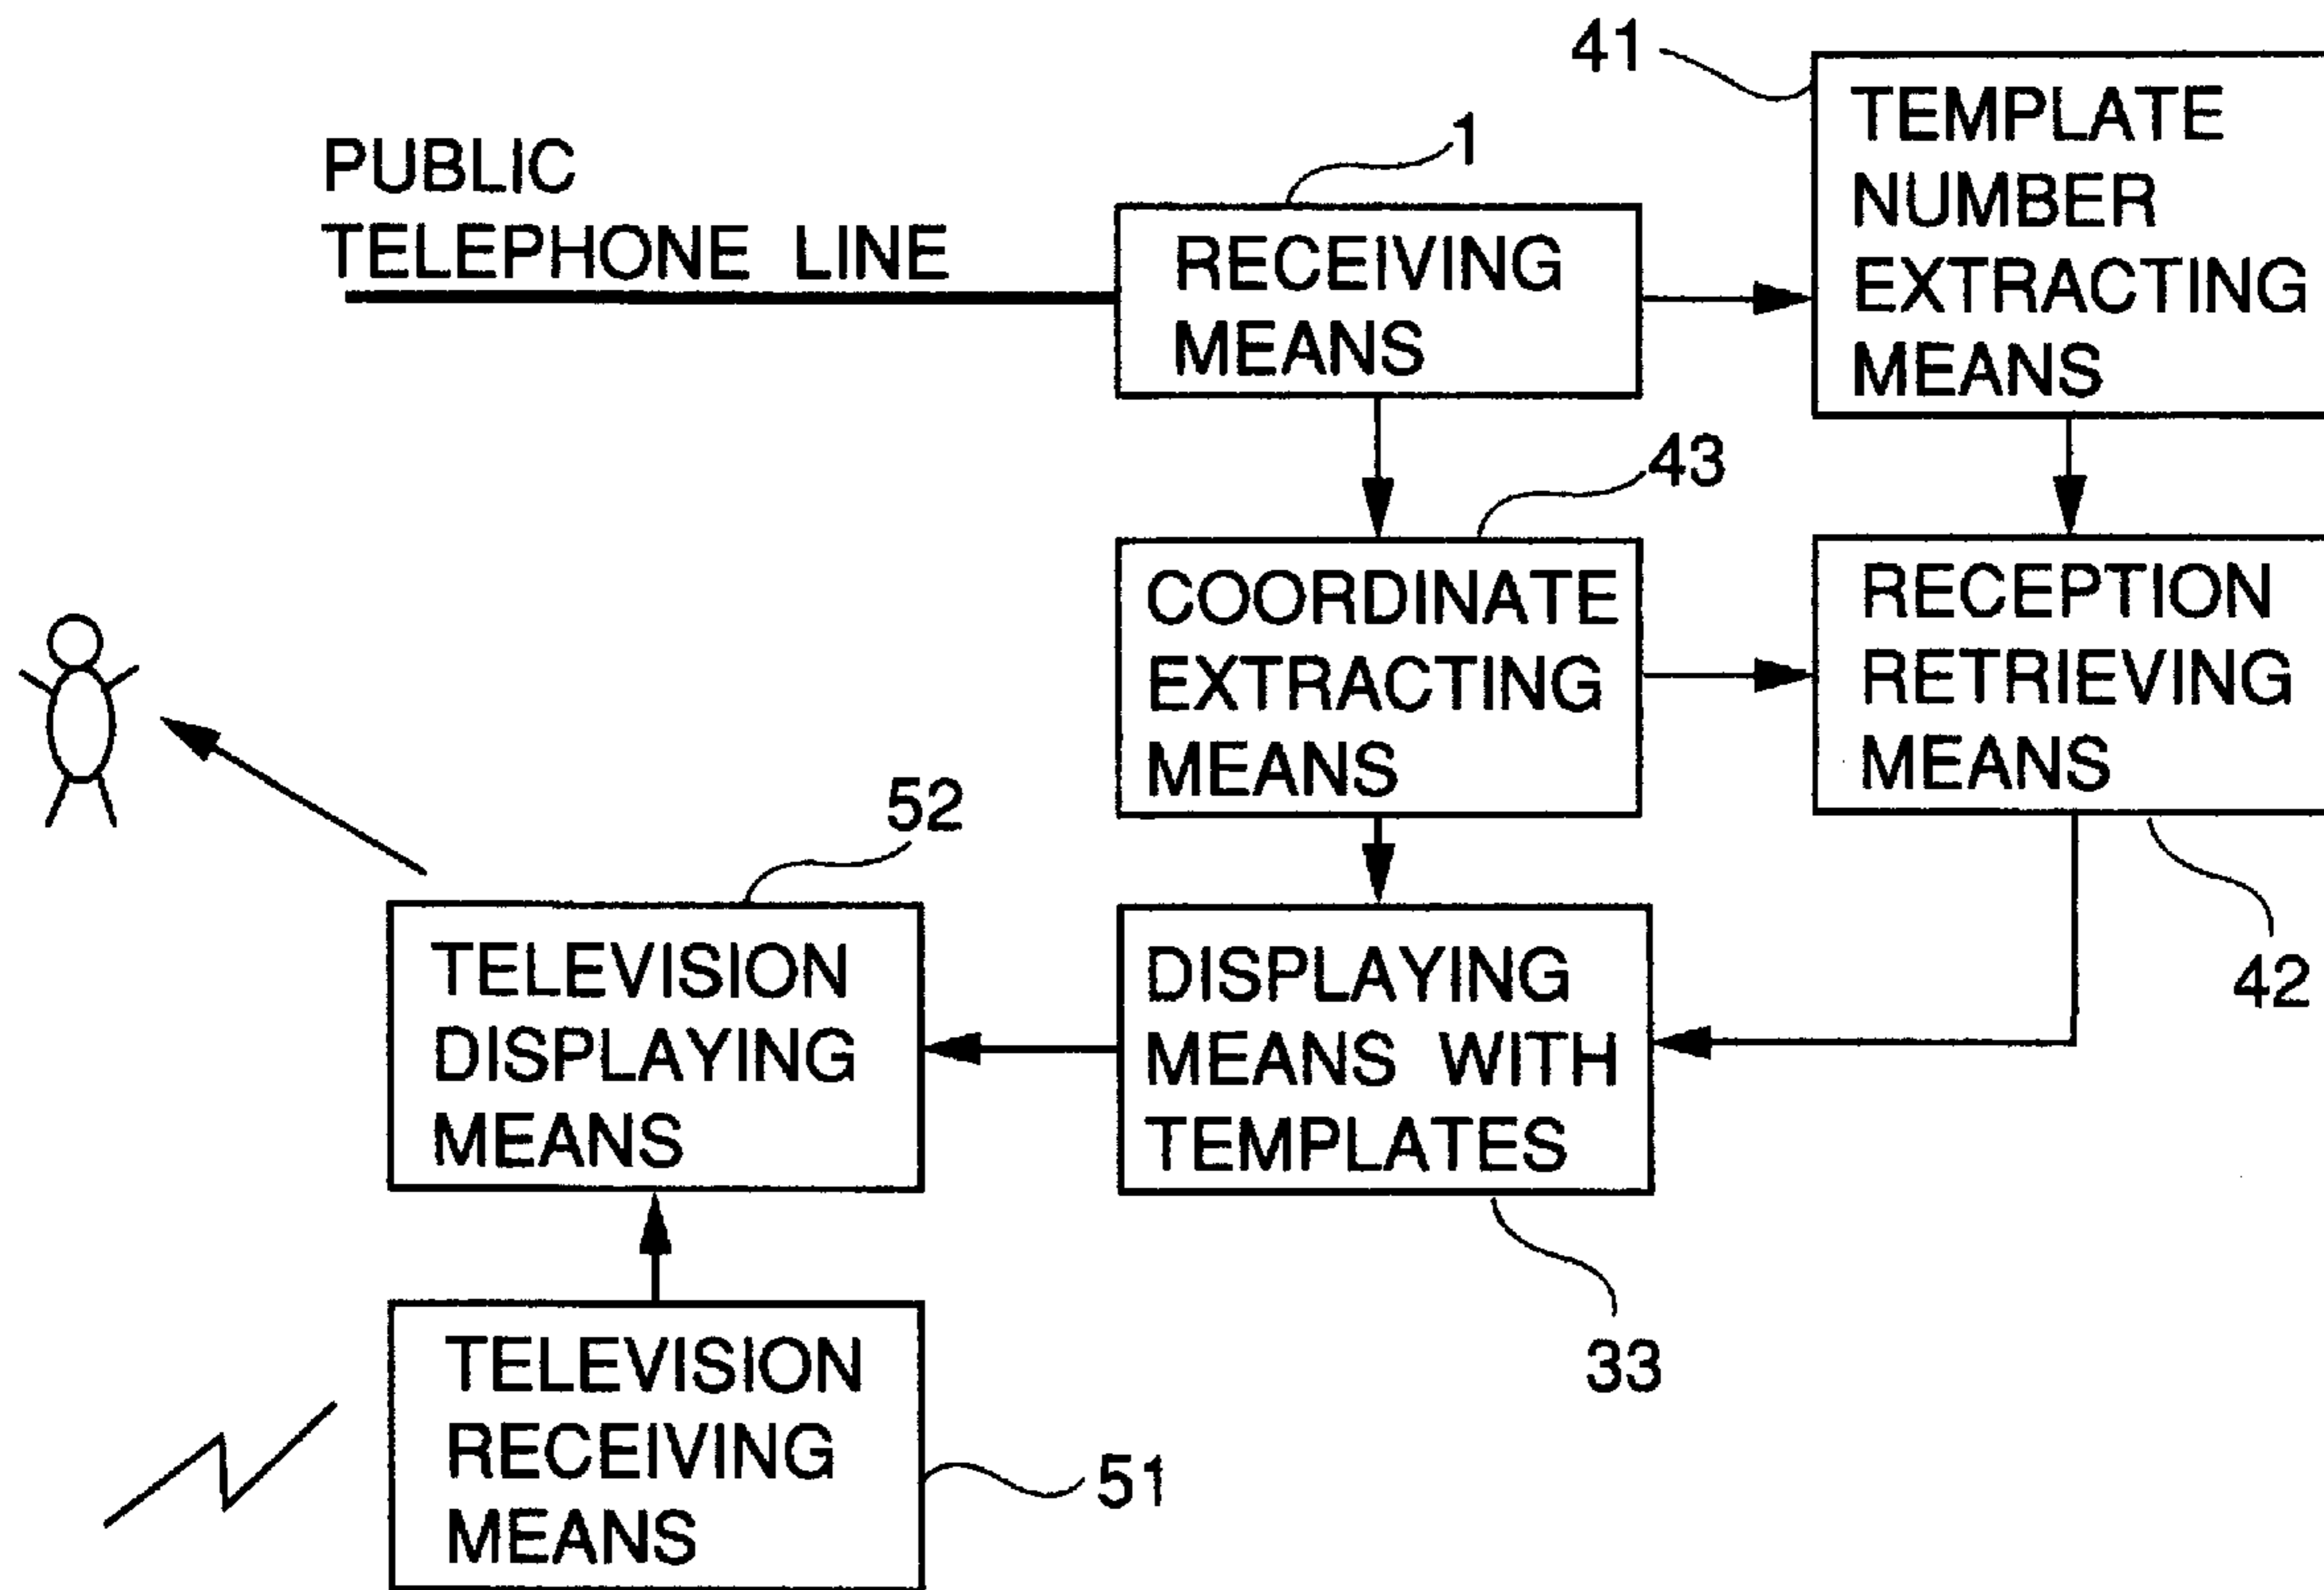 41
TEMPLATE
NUMBER
EXTRACTING
MEANS
PUBLIC
TELEPHONE LINE
1
RECEIVING
MEANS
43
COORDINATE
EXTRACTING
MEANS
RECEPTION
RETRIEVING
MEANS
42
52
TELEVISION
DISPLAYING
MEANS
DISPLAYING
MEANS WITH
TEMPLATES
33
TELEVISION
RECEIVING
MEANS
51